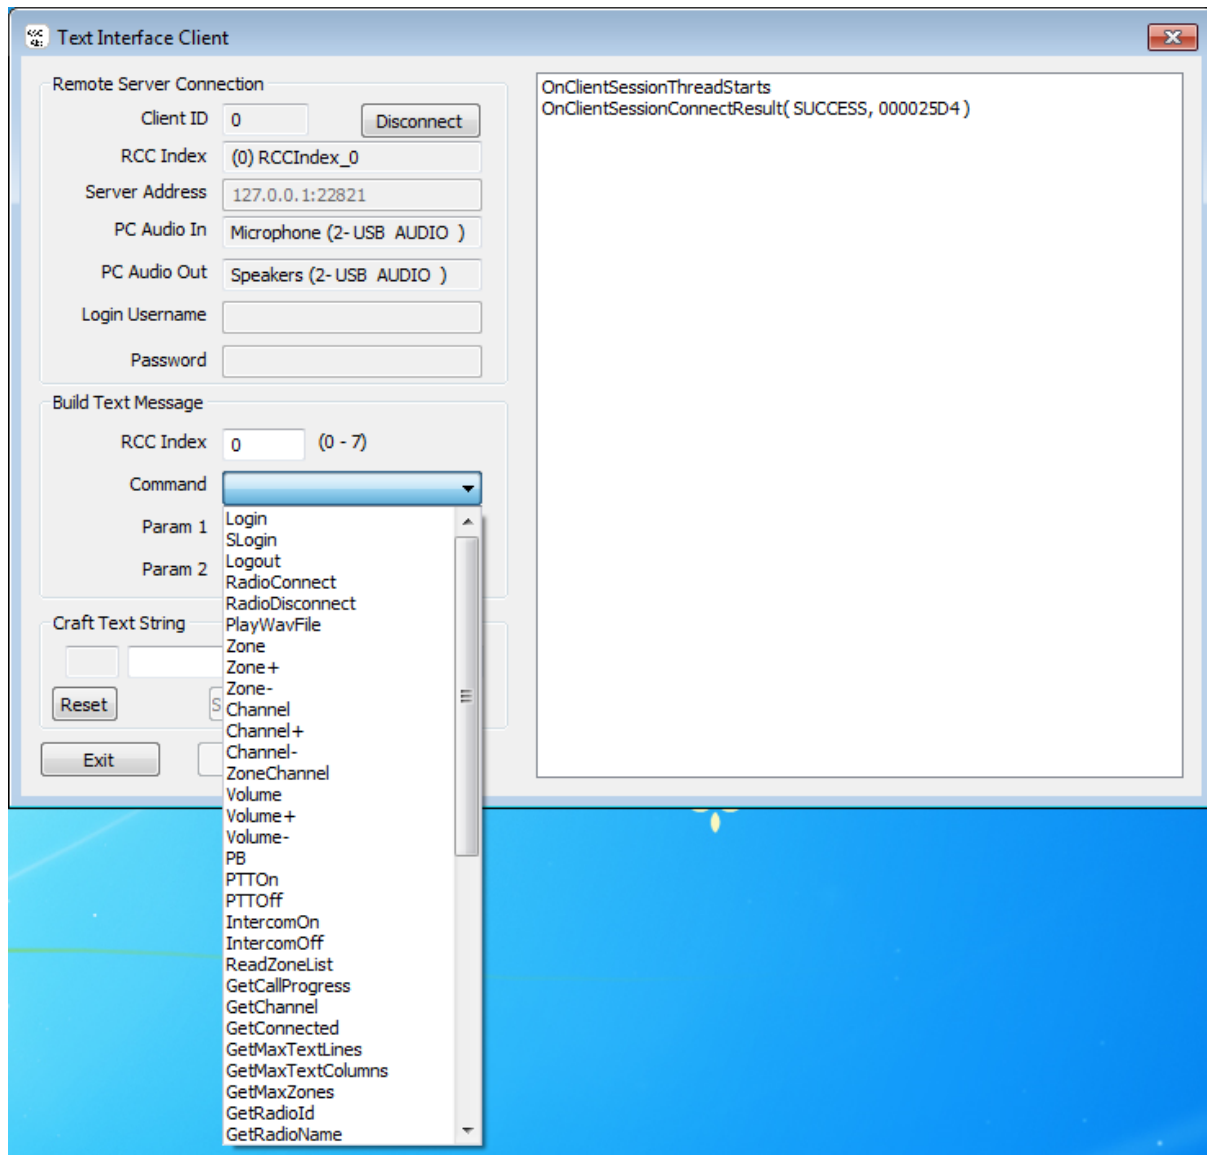 Text Interface Client
Remote Server Connection
Client ID 0 Disconnect
RCC Index (0) RCCIndex_0
Server Address 127.0.0.1:22821
PC Audio In Microphone (2- USB AUDIO )
PC Audio Out Speakers (2- USB AUDIO )
Login Username
Password
Build Text Message
RCC Index 0 (0 - 7)
Command
Param 1
Param 2
Craft Text String
Reset S
Exit
Login
SLogin
Logout
RadioConnect
RadioDisconnect
PlayWavFile
Zone
Zone+
Zone-
Channel
Channel+
Channel-
ZoneChannel
Volume
Volume+
Volume-
PB
PTTOn
PTTOff
IntercomOn
IntercomOff
ReadZoneList
GetCallProgress
GetChannel
GetConnected
GetMaxTextLines
GetMaxTextColumns
GetMaxZones
GetRadioId
GetRadioName
OnClientSessionThreadStarts
OnClientSessionConnectResult( SUCCESS, 000025D4 )